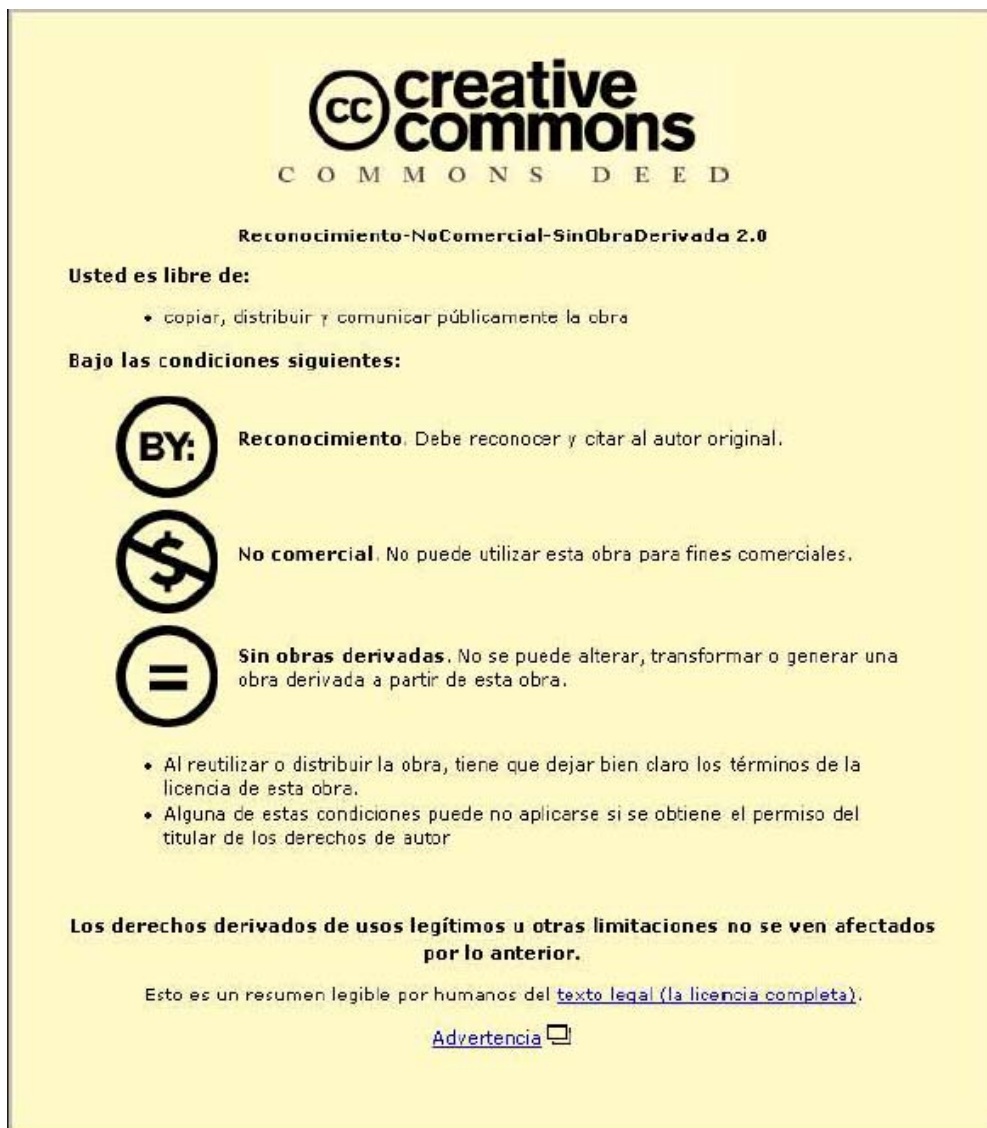 cc creative
commons
COMMONS DEED
Reconocimiento-NoComercial-SinObraDerivada 2.0
Usted es libre de:
• copiar, distribuir y comunicar públicamente la obra
Bajo las condiciones siguientes:
BY:
Reconocimiento. Debe reconocer y citar al autor original.
$
No comercial. No puede utilizar esta obra para fines comerciales.
=
Sin obras derivadas. No se puede alterar, transformar o generar una
obra derivada a partir de esta obra.
• Al reutilizar o distribuir la obra, tiene que dejar bien claro los términos de la
licencia de esta obra.
• Alguna de estas condiciones puede no aplicarse si se obtiene el permiso del
titular de los derechos de autor
Los derechos derivados de usos legítimos u otras limitaciones no se ven afectados
por lo anterior.
Esto es un resumen legible por humanos del texto legal (la licencia completa).
Advertencia